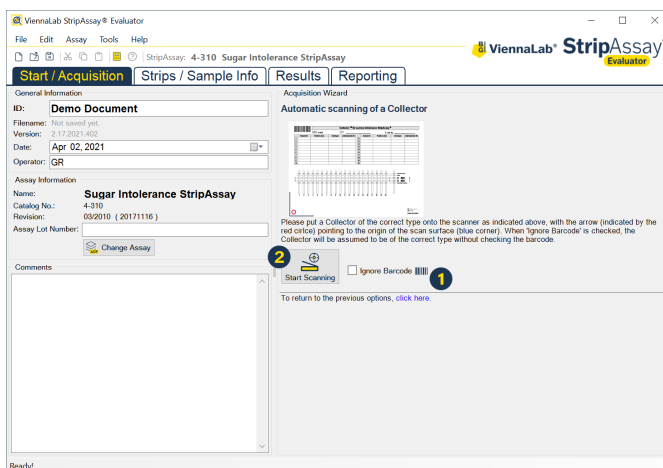 ViennaLab StripAssay® Evaluator
File Edit Assay Tools Help
StripAssay: 4-310 Sugar Intolerance StripAssay
ViennaLab® StripAssay®
Evaluator
Start / Acquisition Strips / Sample Info Results Reporting
General Information
ID: Demo Document
Filename: Not saved yet.
Version: 2.17.2021.402
Date: Apr 02, 2021
Operator: GR
Assay Information
Name: Sugar Intolerance StripAssay
Catalog No.: 4-310
Revision: 03/2010 ( 20171116 )
Assay Lot Number:
Change Assay
Comments
Acquisition Wizard
Automatic scanning of a Collector
Please put a Collector of the correct type onto the scanner as indicated above, with the arrow (indicated by the
red cirlce) pointing to the origin of the scan surface (blue corner). When 'Ignore Barcode' is checked, the
Collector will be assumed to be of the correct type without checking the barcode.
2
Start Scanning
Ignore Barcode
1
To return to the previous options, click here.
Ready!